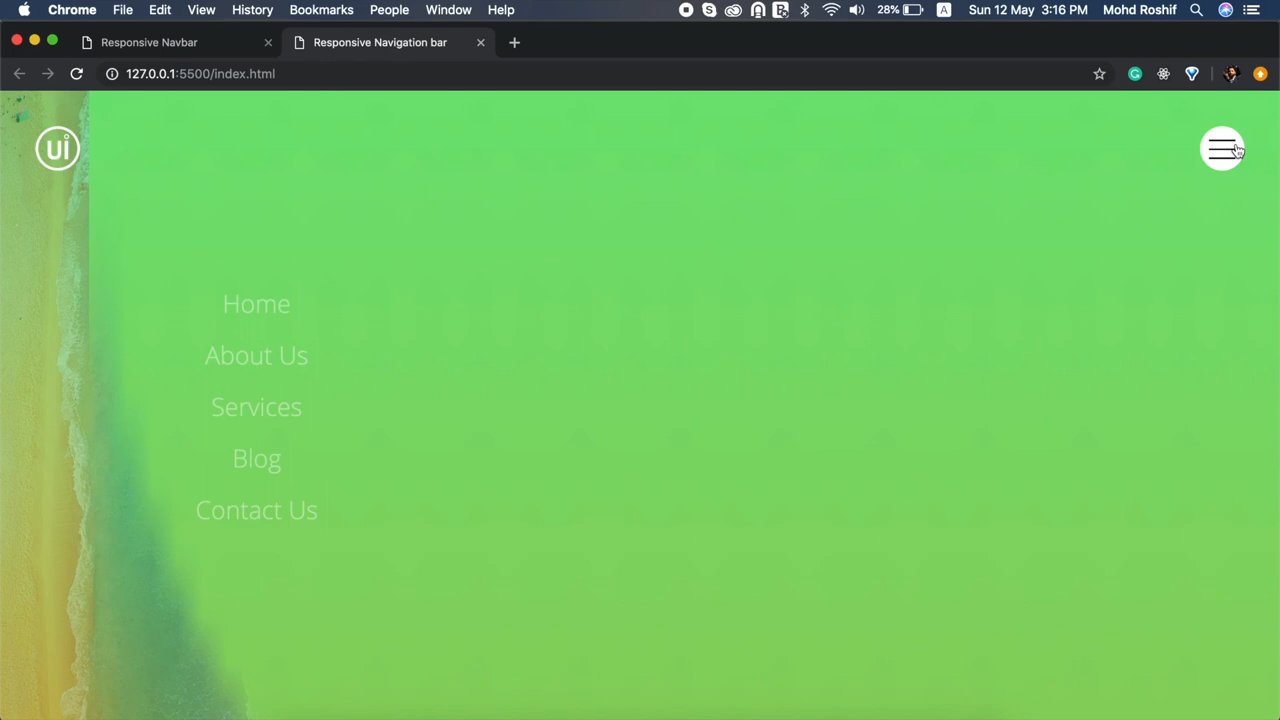 Chrome File Edit View History Bookmarks People Window Help 28% A Sun 12 May 3:16 PM Mohd Roshif
Responsive Navbar Responsive Navigation bar
127.0.0.1:5500/index.html
ui
Home
About Us
Services
Blog
Contact Us